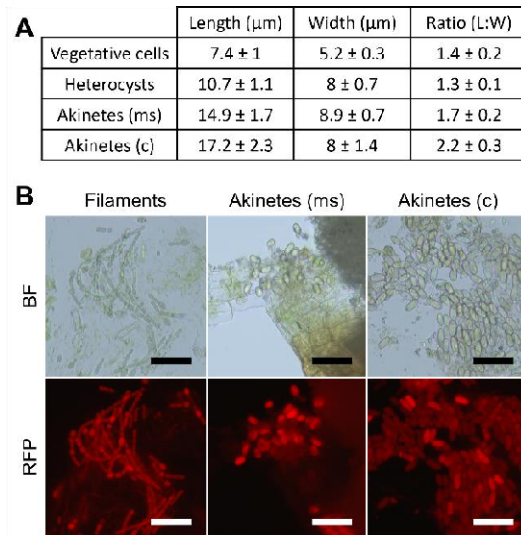 A
Length (µm) Width (µm) Ratio (L:W)
Vegetative cells 7.4 ± 1 5.2 ± 0.3 1.4 ± 0.2
Heterocysts 10.7 ± 1.1 8 ± 0.7 1.3 ± 0.1
Akinetes (ms) 14.9 ± 1.7 8.9 ± 0.7 1.7 ± 0.2
Akinetes (c) 17.2 ± 2.3 8 ± 1.4 2.2 ± 0.3
B
Filaments Akinetes (ms) Akinetes (c)
BF
RFP